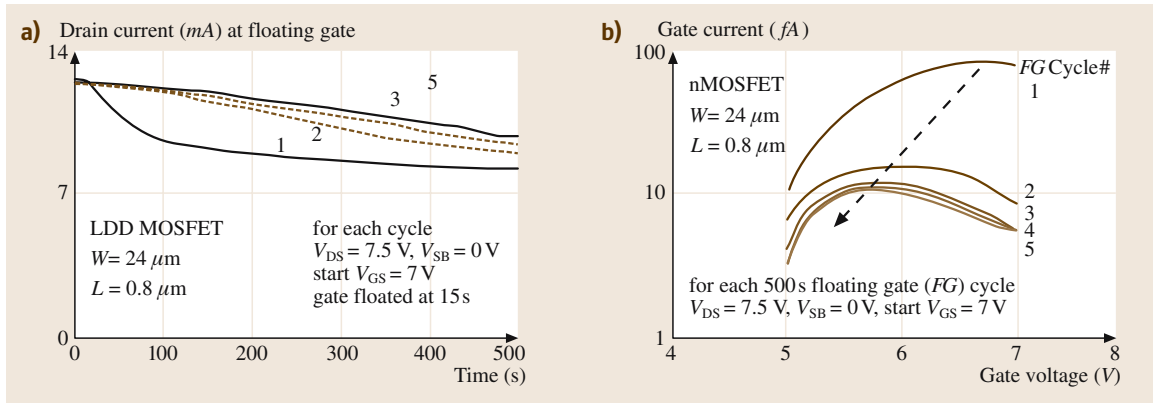 a) Drain current (mA) at floating gate
14
7
0
0
100
200
300
400
500
Time (s)
1
2
3
5
LDD MOSFET
W= 24 μm
L = 0.8 μm
for each cycle
V_DS = 7.5 V, V_SB = 0 V
start V_GS = 7 V
gate floated at 15 s
b) Gate current (fA)
100
10
1
4
5
6
7
8
Gate voltage (V)
nMOSFET
W= 24 μm
L = 0.8 μm
FG Cycle#
1
2
3
4
5
for each 500 s floating gate (FG) cycle
V_DS = 7.5 V, V_SB = 0 V, start V_GS = 7 V